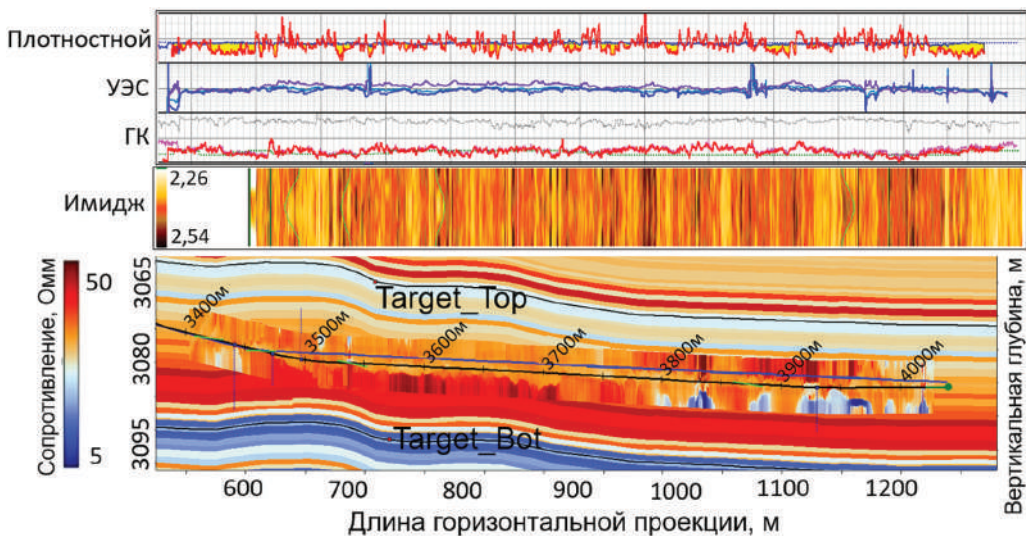 Плотностной
УЭС
ГК
Имидж
2,26
2,54
Сопротивление, Омм
50
5
3065
3080
3095
Target_Top
3400м
3500м
3600м
3700м
3800м
3900м
4000м
Target_Bot
Вертикальная глубина, м
600 700 800 900 1000 1100 1200
Длина горизонтальной проекции, м